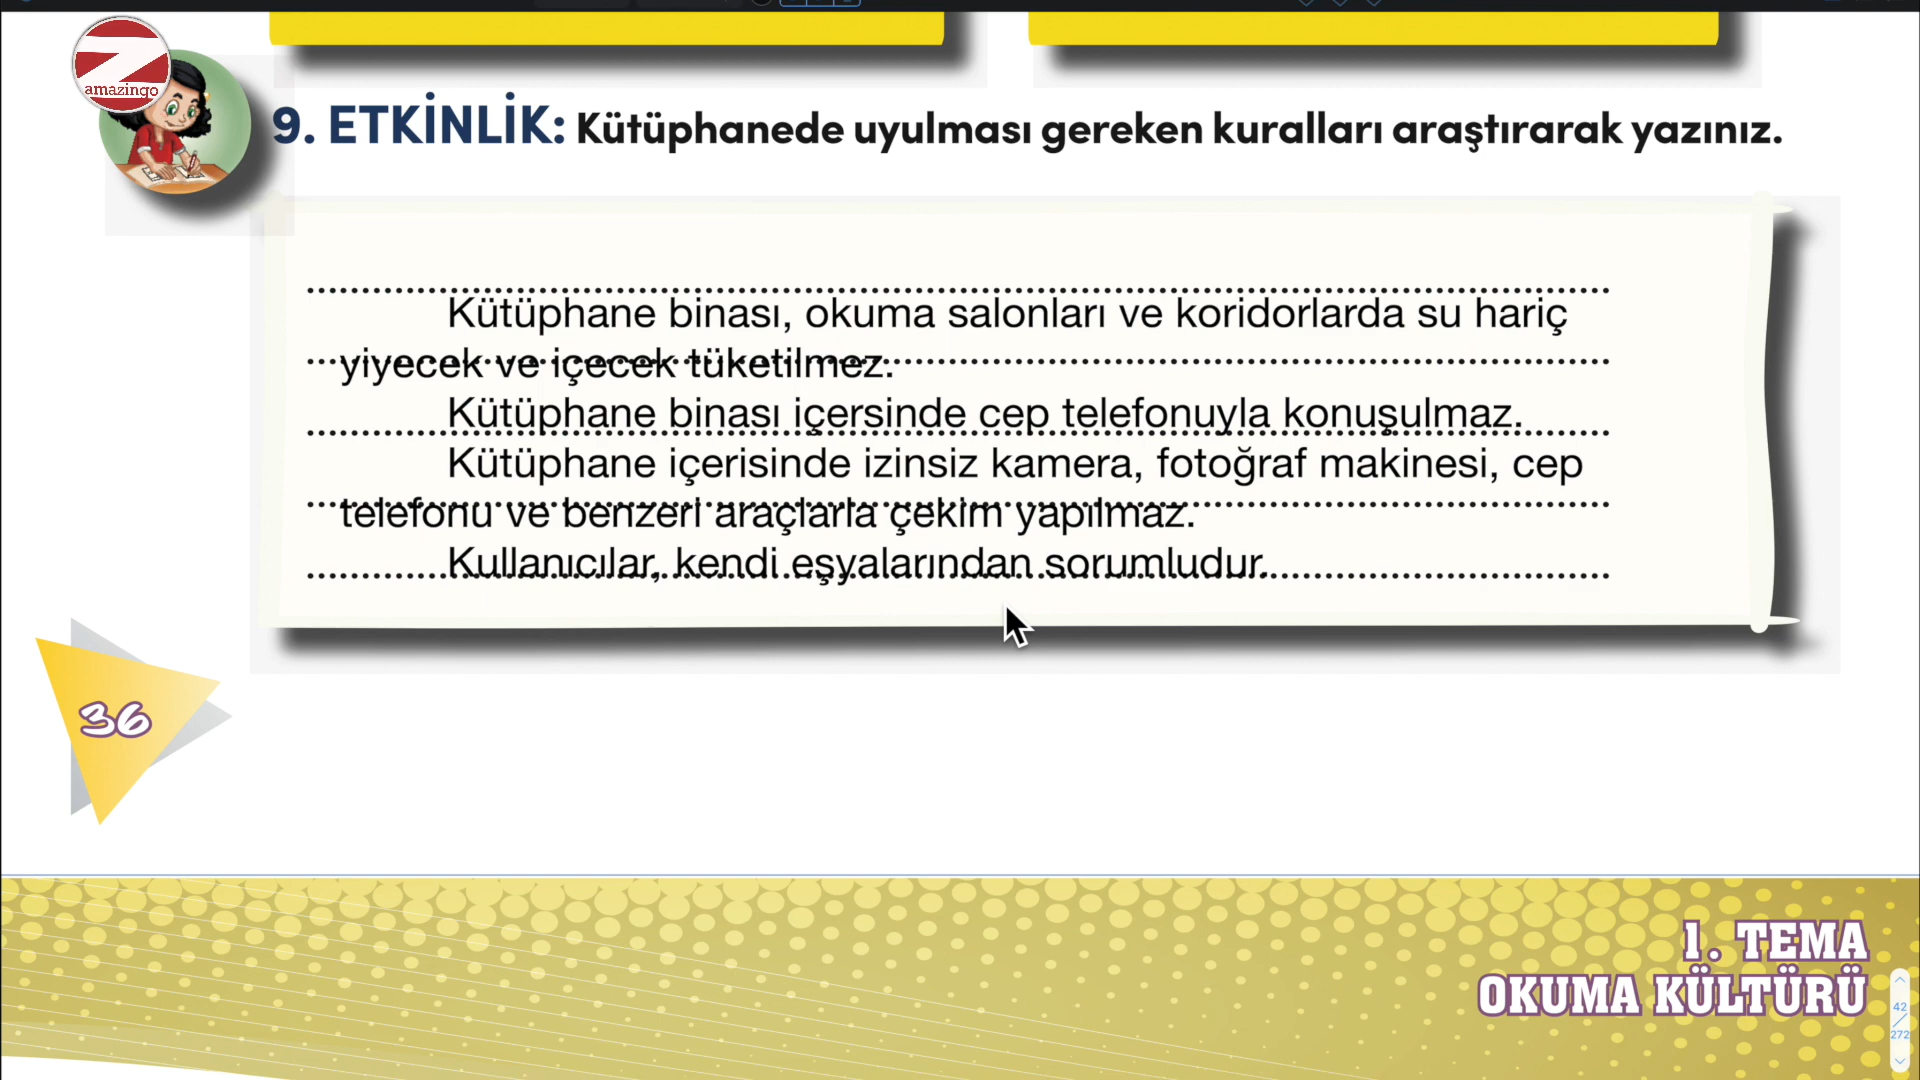 amazingo
9. ETKİNLİK: Kütüphanede uyulması gereken kuralları araştırarak yazınız.
Kütüphane binası, okuma salonları ve koridorlarda su hariç
yiyecek ve içecek tüketilmez.
Kütüphane binası içersinde cep telefonuyla konuşulmaz.
Kütüphane içerisinde izinsiz kamera, fotoğraf makinesi, cep
telefonu ve benzeri araçlarla çekim yapılmaz.
Kullanıcılar, kendi eşyalarından sorumludur.
36
1. TEMA
OKUMA KÜLTÜRÜ
42
272